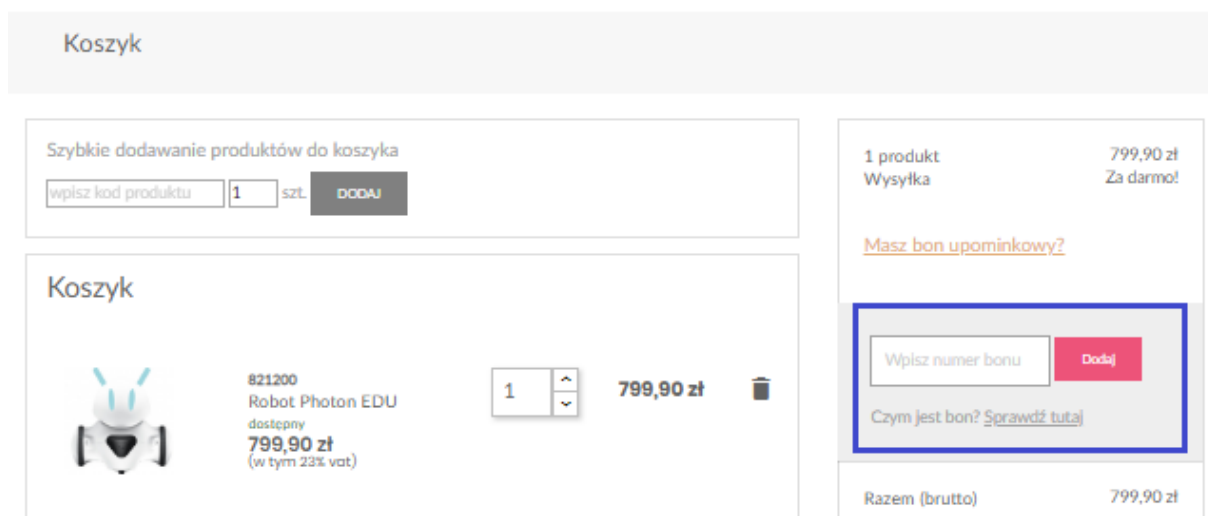 Koszyk
Szybkie dodawanie produktów do koszyka
wpisz kod produktu 1 szt. DODAJ
Koszyk
821200
Robot Photon EDU
dostępny
799,90 zł
(w tym 23% vat)
1
799,90 zł
1 produkt 799,90 zł
Wysyłka Za darmo!
Masz bon upominkowy?
Wpisz numer bonu Dodaj
Czym jest bon? Sprawdź tutaj
Razem (brutto) 799,90 zł